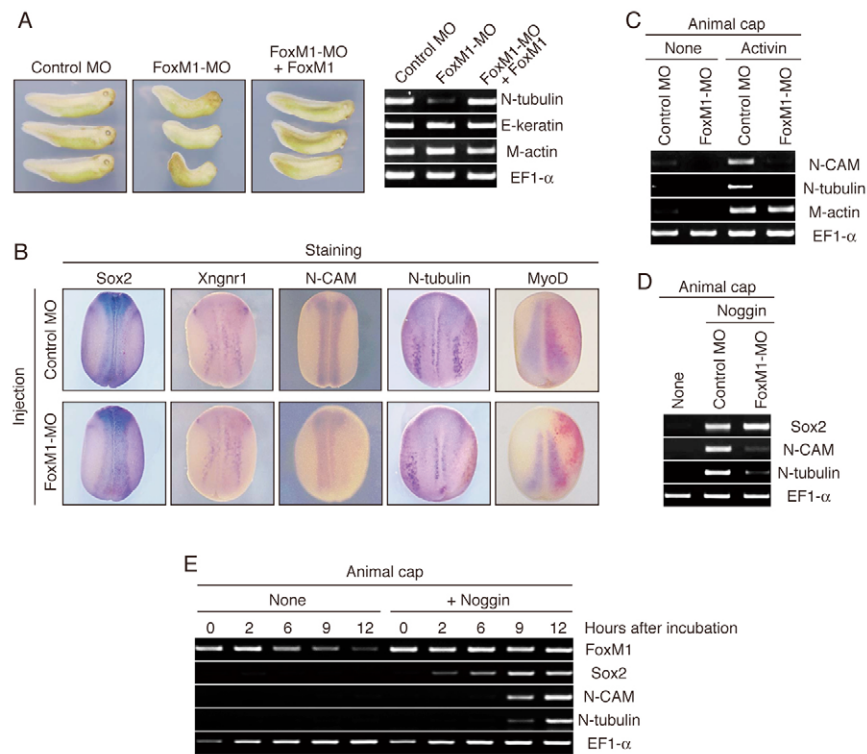 A
Control MO
FoxM1-MO
FoxM1-MO
+ FoxM1
Control MO
FoxM1-MO
FoxM1-MO
+ FoxM1
N-tubulin
E-keratin
M-actin
EF1-α
B
Staining
Sox2
Xngnr1
N-CAM
N-tubulin
MyoD
Injection
Control MO
FoxM1-MO
C
Animal cap
None
Activin
Control MO
FoxM1-MO
Control MO
FoxM1-MO
N-CAM
N-tubulin
M-actin
EF1-α
D
Animal cap
Noggin
None
Control MO
FoxM1-MO
Sox2
N-CAM
N-tubulin
EF1-α
E
Animal cap
None
+ Noggin
0 2 6 9 12 0 2 6 9 12 Hours after incubation
FoxM1
Sox2
N-CAM
N-tubulin
EF1-α